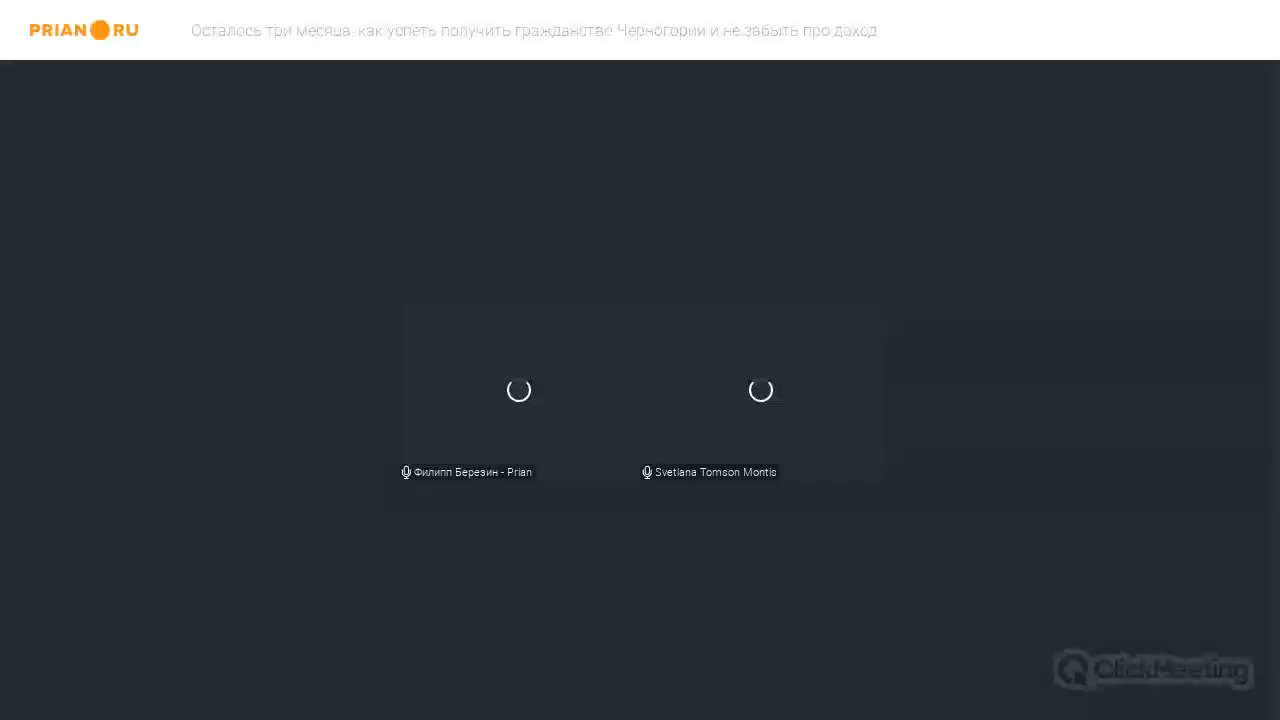 PRIAN RU
Осталось три месяца: как успеть получить гражданство Черногории и не забыть про доход
Филипп Березин - Prian
Svetlana Tomson Montis
ClickMeeting